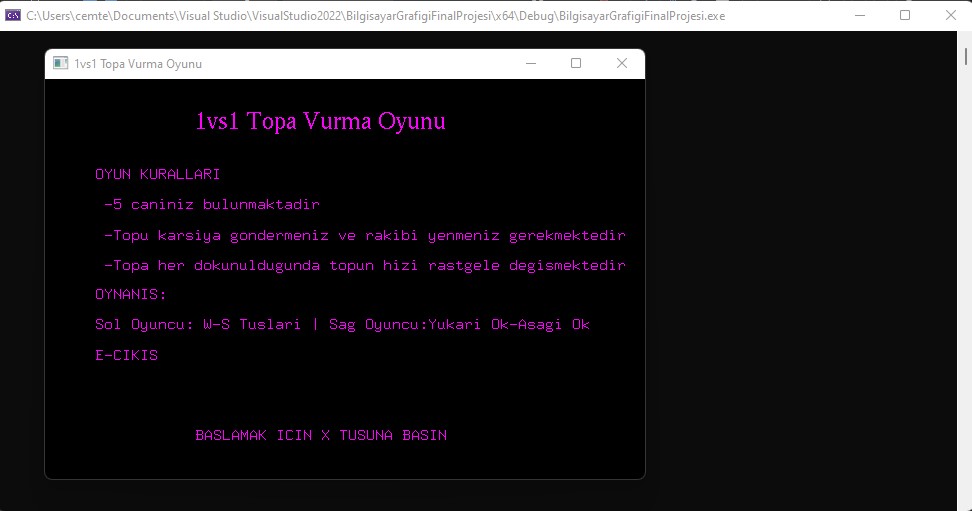 C:\Users\cemte\Documents\Visual Studio\VisualStudio2022\BilgisayarGrafigiFinalProjesi\x64\Debug\BilgisayarGrafigiFinalProjesi.exe
1vs1 Topa Vurma Oyunu
1vs1 Topa Vurma Oyunu
OYUN KURALLARI
-5 caniniz bulunmaktadir
-Topu karsiya gondermeniz ve rakibi yenmeniz gerekmektedir
-Topa her dokunuldugunda topun hizi rastgele degismektedir
OYNANIS:
Sol Oyuncu: W-S Tuslari | Sag Oyuncu:Yukari Ok-Asagi Ok
E-CIKIS
BASLAMAK ICIN X TUSUNA BASIN